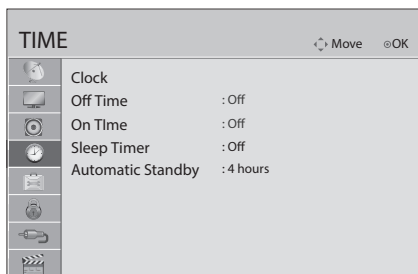 TIME Move OK
Clock
Off Time : Off
On TIme : Off
Sleep Timer : Off
Automatic Standby : 4 hours